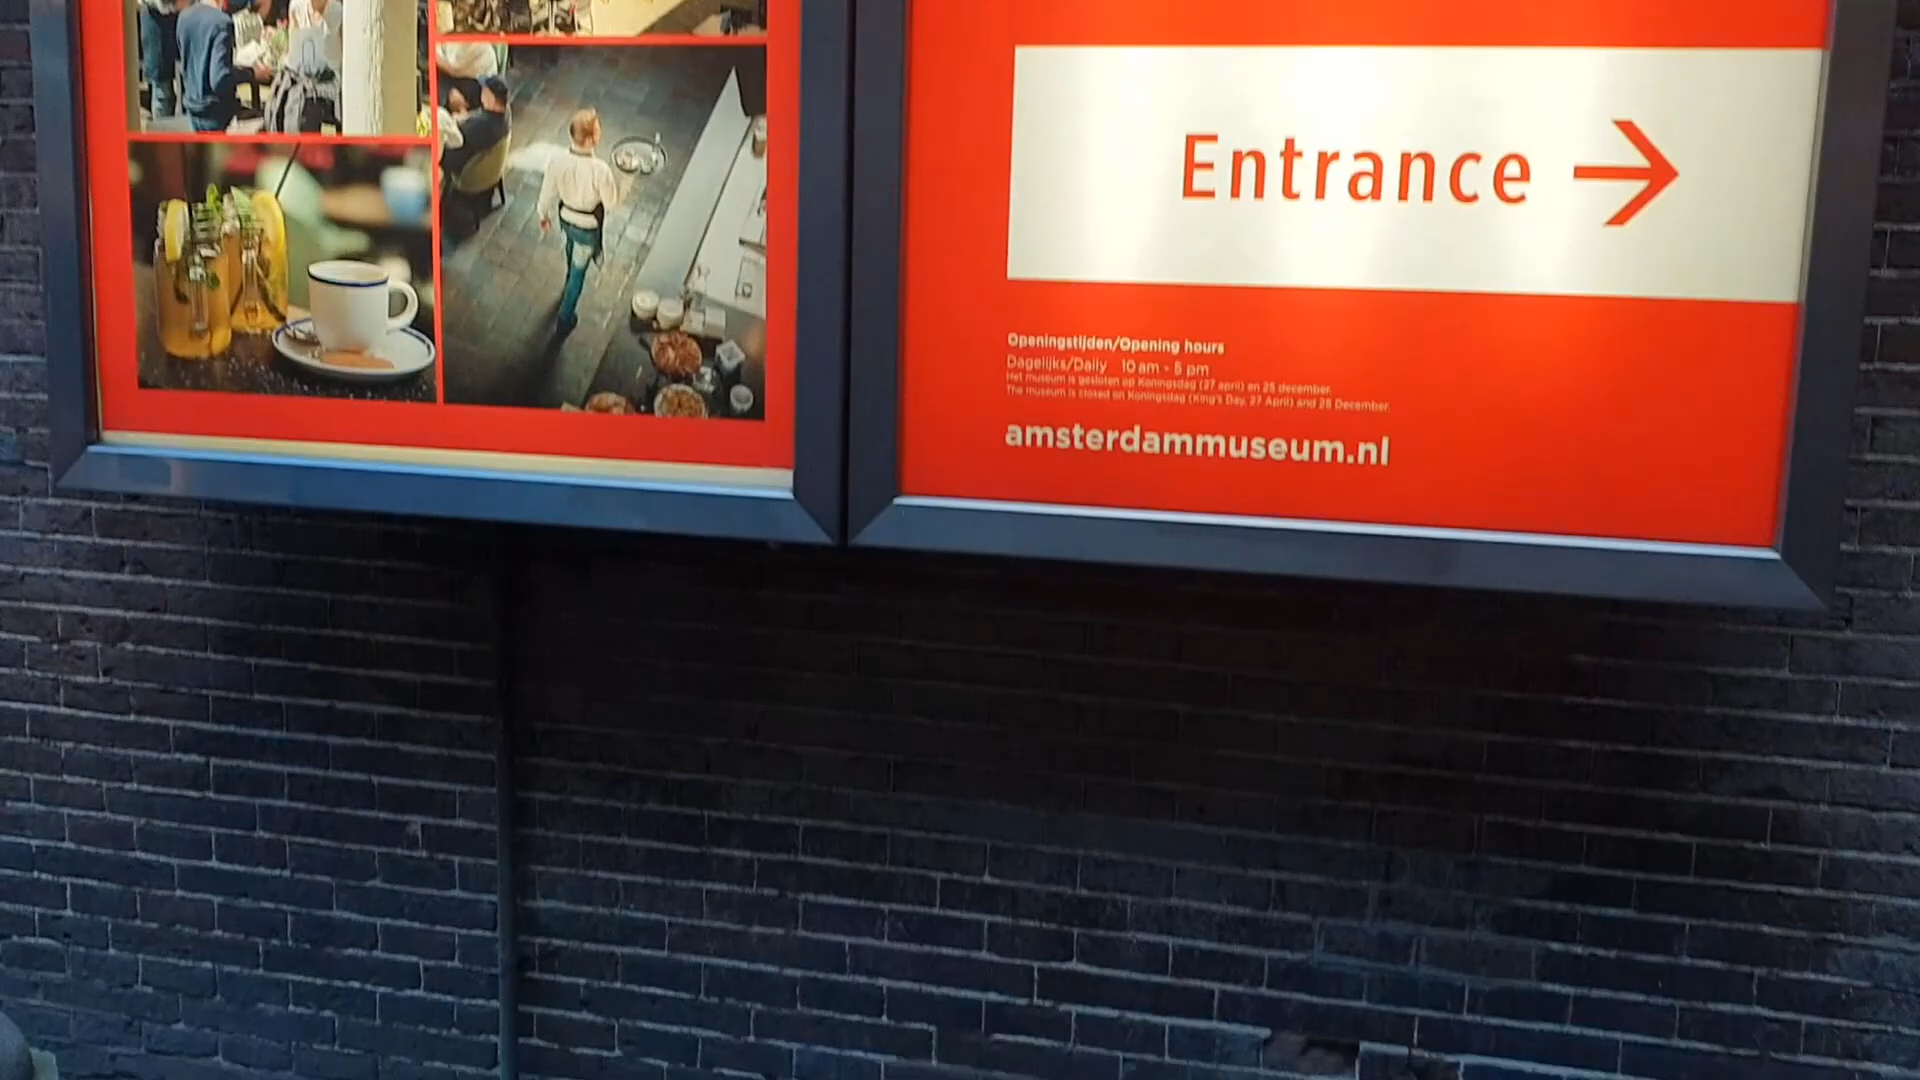 Entrance
Openingstijden/Opening hours
Dagelijks/Daily 10 am - 5 pm
Het museum is gesloten op Koningsdag (27 april) en 25 december.
The museum is closed on Koningsdag (King's Day, 27 April) and 25 December.
amsterdammuseum.nl